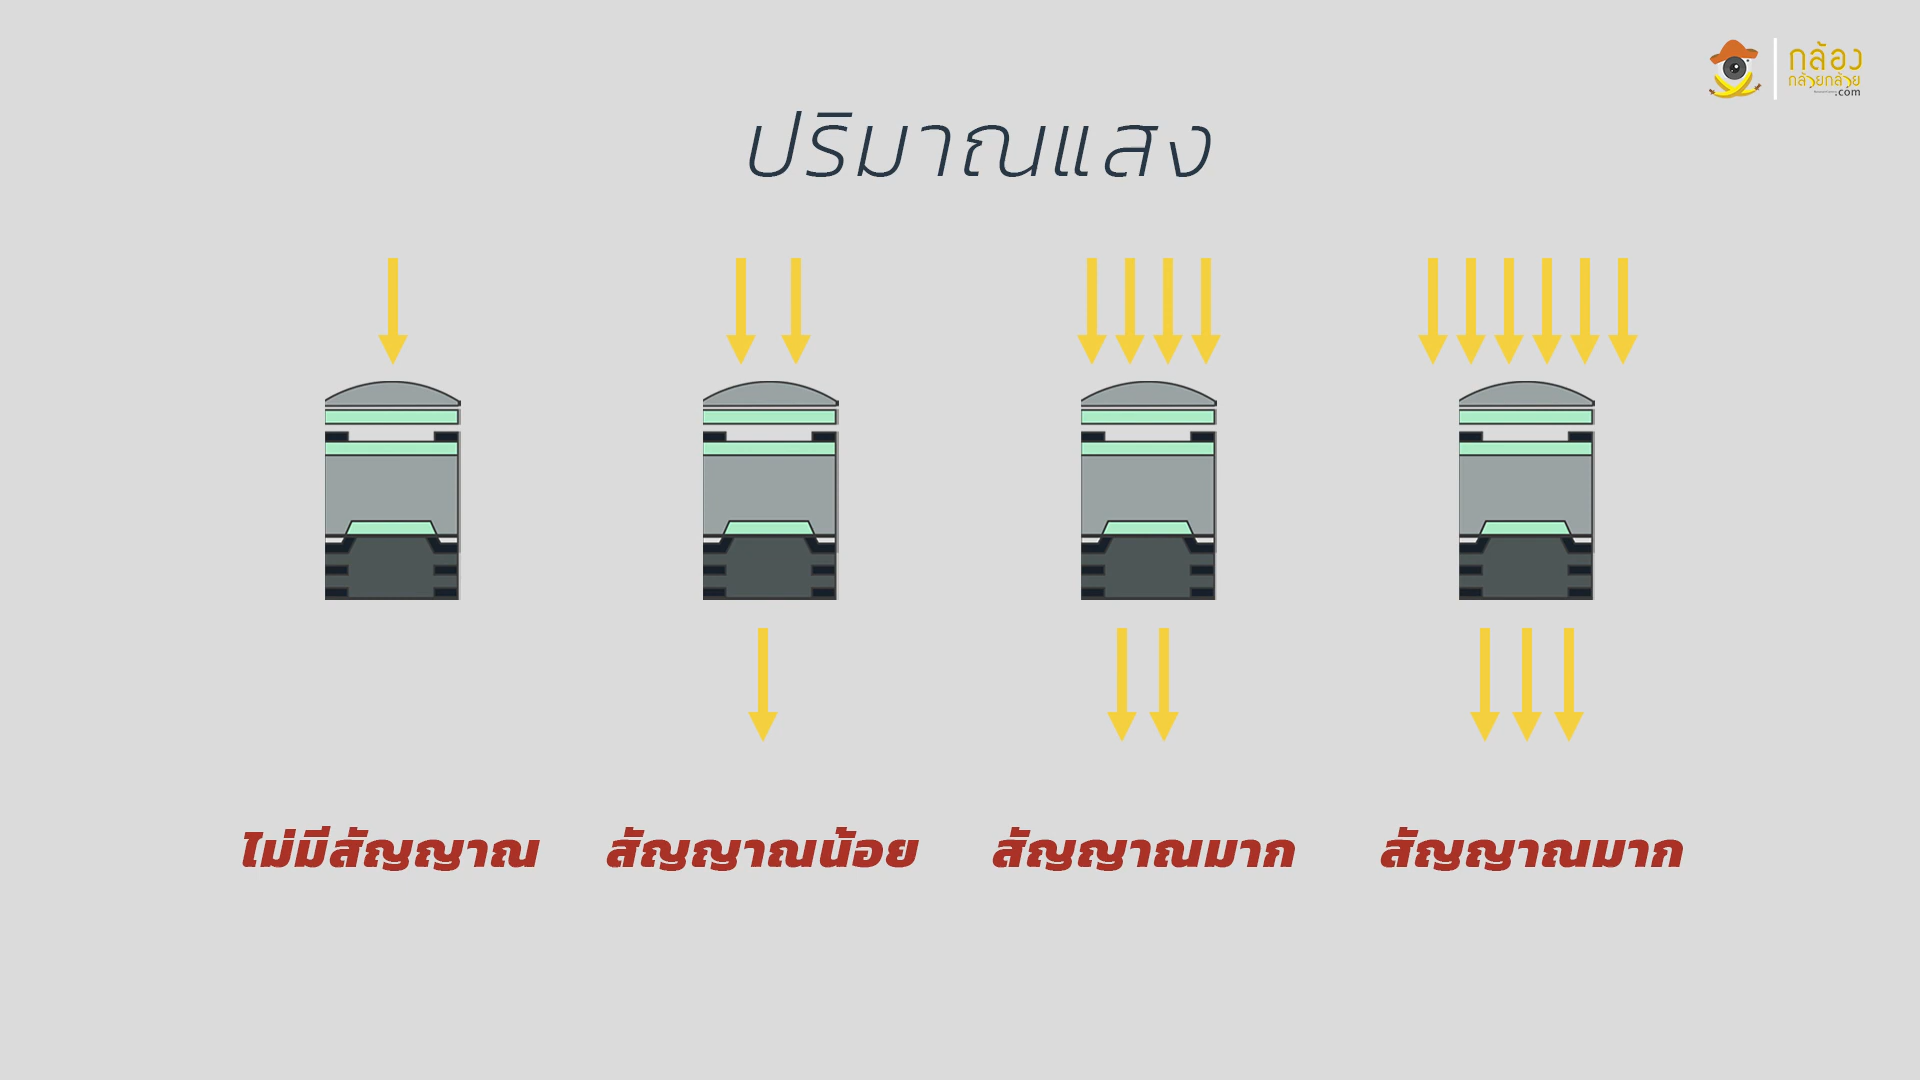 กล้อง
กล้วยกล้วย
.com
ปริมาณแสง
ไม่มีสัญญาณ
สัญญาณน้อย
สัญญาณมาก
สัญญาณมาก